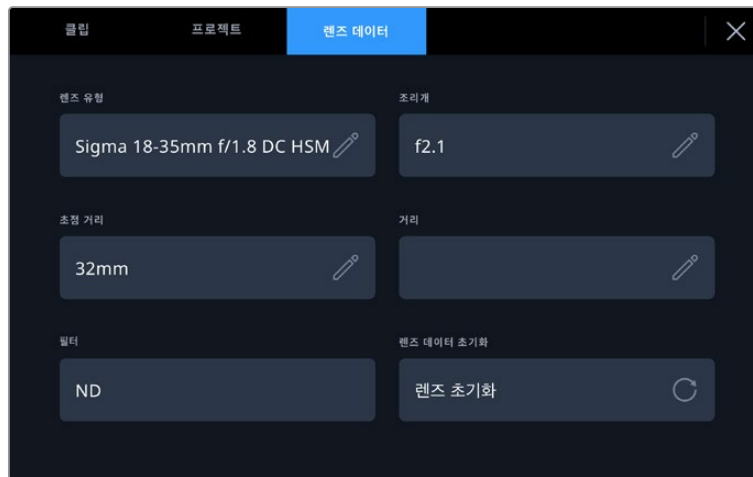 클립 프로젝트 렌즈 데이터
렌즈 유형 조리개
Sigma 18-35mm f/1.8 DC HSM f2.1
초점 거리 거리
32mm
필터 렌즈 데이터 초기화
ND 렌즈 초기화